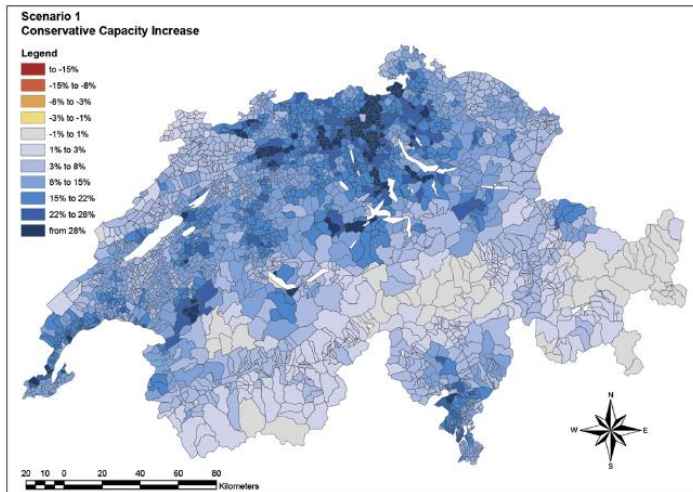 Scenario 1
Conservative Capacity Increase
Legend
to -15%
-15% to -8%
-8% to -3%
-3% to -1%
-1% to 1%
1% to 3%
3% to 8%
8% to 15%
15% to 22%
22% to 28%
from 28%
N
W E
S
20 10 0 20 40 60 80
Kilometers